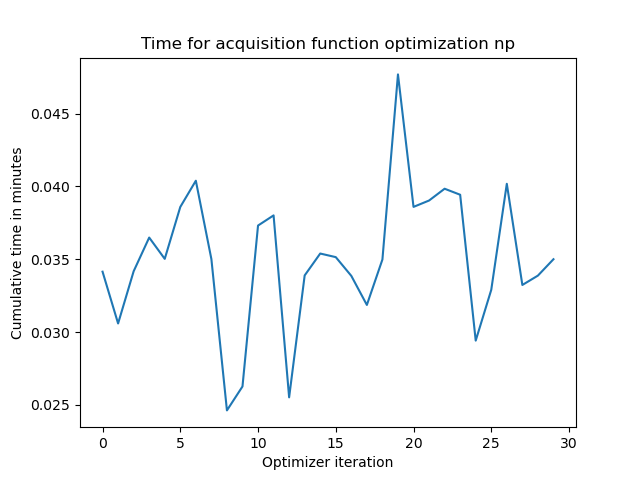 Time for acquisition function optimization np
0.045
0.040
0.035
0.030
0.025
Cumulative time in minutes
0 5 10 15 20 25 30
Optimizer iteration